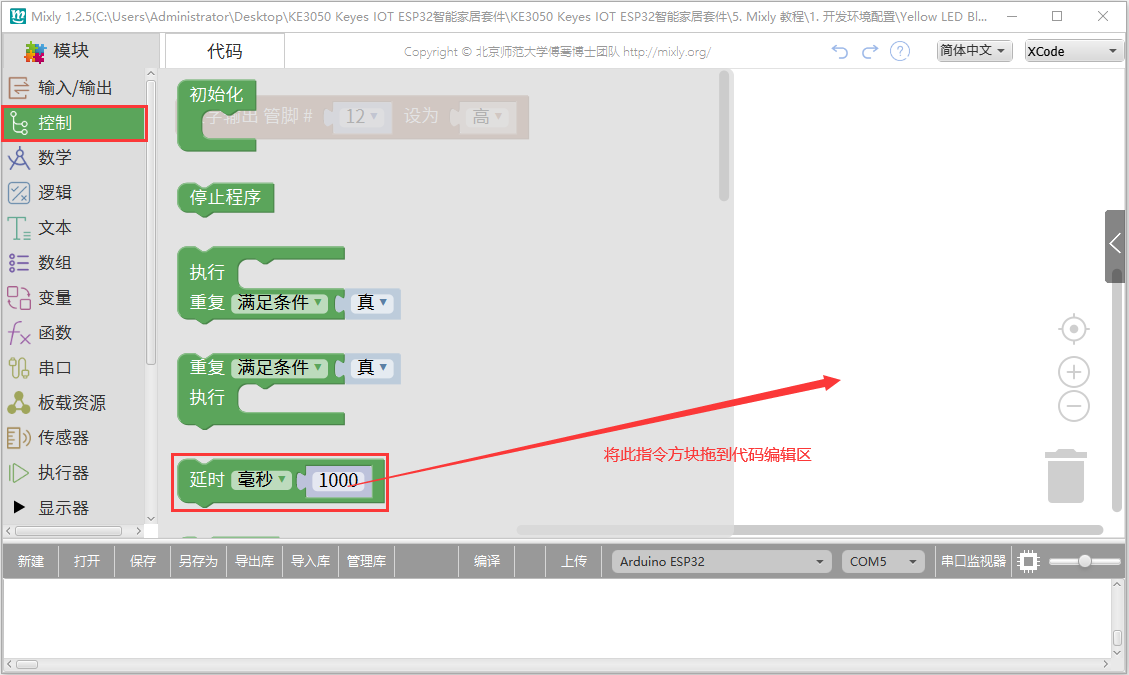 Mixly 1.2.5(C:\Users\Administrator\Desktop\KE3050 Keyes IOT ESP32智能家居套件\KE3050 Keyes IOT ESP32智能家居套件\5. Mixly 教程\1. 开发环境配置\Yellow LED Bl...
模块
代码
Copyright © 北京师范大学傅骞博士团队 http://mixly.org/
简体中文
XCode
输入/输出
控制
数学
逻辑
文本
数组
变量
函数
串口
板载资源
传感器
执行器
显示器
初始化
字输出 管脚 # 12 设为 高
停止程序
执行
重复 满足条件 真
重复 满足条件 真
执行
延时 毫秒 1000
将此指令方块拖到代码编辑区
新建 打开 保存 另存为 导出库 导入库 管理库 编译 上传 Arduino ESP32 COM5 串口监视器